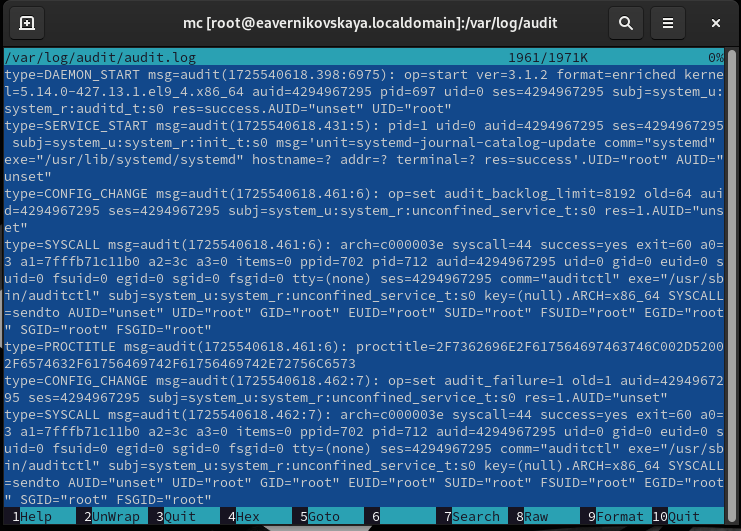 mc [root@eavernikovskaya.localdomain]:/var/log/audit
/var/log/audit/audit.log 1961/1971K 0%
type=DAEMON_START msg=audit(1725540618.398:6975): op=start ver=3.1.2 format=enriched kerne
l=5.14.0-427.13.1.el9_4.x86_64 auid=4294967295 pid=697 uid=0 ses=4294967295 subj=system_u:
system_r:auditd_t:s0 res=success.AUID="unset" UID="root"
type=SERVICE_START msg=audit(1725540618.431:5): pid=1 uid=0 auid=4294967295 ses=4294967295
 subj=system_u:system_r:init_t:s0 msg='unit=systemd-journal-catalog-update comm="systemd"
exe="/usr/lib/systemd/systemd" hostname=? addr=? terminal=? res=success'.UID="root" AUID="
unset"
type=CONFIG_CHANGE msg=audit(1725540618.461:6): op=set audit_backlog_limit=8192 old=64 aui
d=4294967295 ses=4294967295 subj=system_u:system_r:unconfined_service_t:s0 res=1.AUID="uns
et"
type=SYSCALL msg=audit(1725540618.461:6): arch=c000003e syscall=44 success=yes exit=60 a0=
3 a1=7fffb71c11b0 a2=3c a3=0 items=0 ppid=702 pid=712 auid=4294967295 uid=0 gid=0 euid=0 s
uid=0 fsuid=0 egid=0 sgid=0 fsgid=0 tty=(none) ses=4294967295 comm="auditctl" exe="/usr/sb
in/auditctl" subj=system_u:system_r:unconfined_service_t:s0 key=(null).ARCH=x86_64 SYSCALL
=sendto AUID="unset" UID="root" GID="root" EUID="root" SUID="root" FSUID="root" EGID="root
" SGID="root" FSGID="root"
type=PROCTITLE msg=audit(1725540618.461:6): proctitle=2F7362696E2F617564697463746C002D5200
2F6574632F61756469742F61756469742E72756C6573
type=CONFIG_CHANGE msg=audit(1725540618.462:7): op=set audit_failure=1 old=1 auid=42949672
95 ses=4294967295 subj=system_u:system_r:unconfined_service_t:s0 res=1.AUID="unset"
type=SYSCALL msg=audit(1725540618.462:7): arch=c000003e syscall=44 success=yes exit=60 a0=
3 a1=7fffb71c11b0 a2=3c a3=0 items=0 ppid=702 pid=712 auid=4294967295 uid=0 gid=0 euid=0 s
uid=0 fsuid=0 egid=0 sgid=0 fsgid=0 tty=(none) ses=4294967295 comm="auditctl" exe="/usr/sb
in/auditctl" subj=system_u:system_r:unconfined_service_t:s0 key=(null).ARCH=x86_64 SYSCALL
=sendto AUID="unset" UID="root" GID="root" EUID="root" SUID="root" FSUID="root" EGID="root
" SGID="root" FSGID="root"
1Help 2UnWrap 3Quit 4Hex 5Goto 6 7Search 8Raw 9Format 10Quit